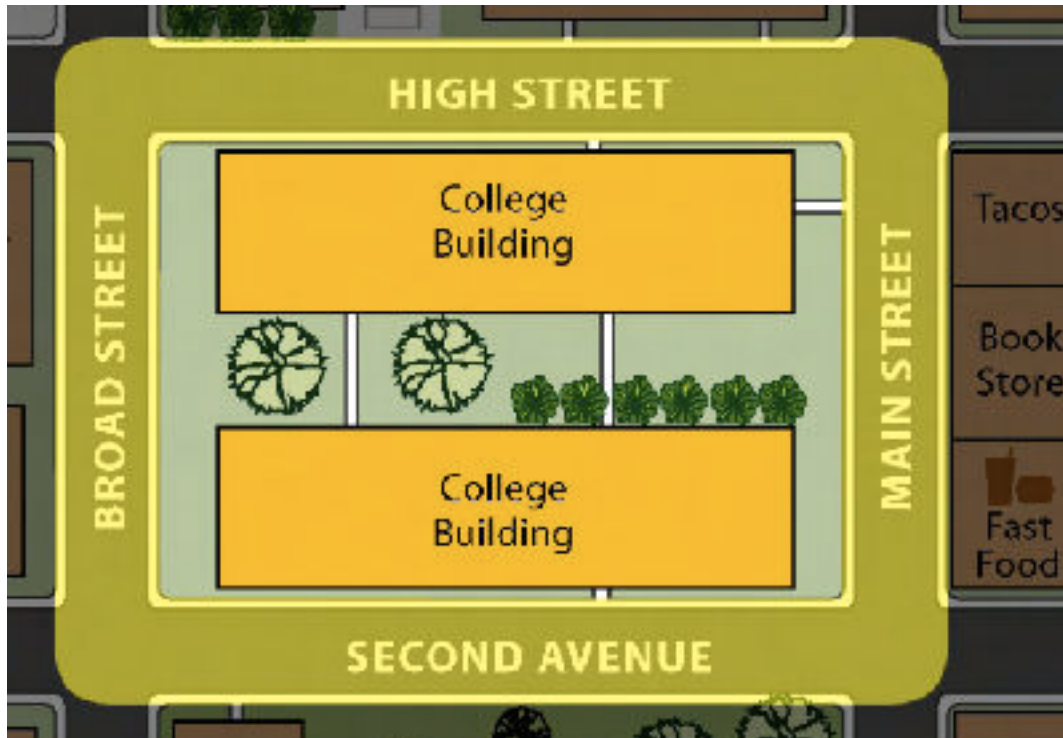 HIGH STREET
College
Building
BROAD STREET
MAIN STREET
Tacos
Book
Store
College
Building
Fast
Food
SECOND AVENUE